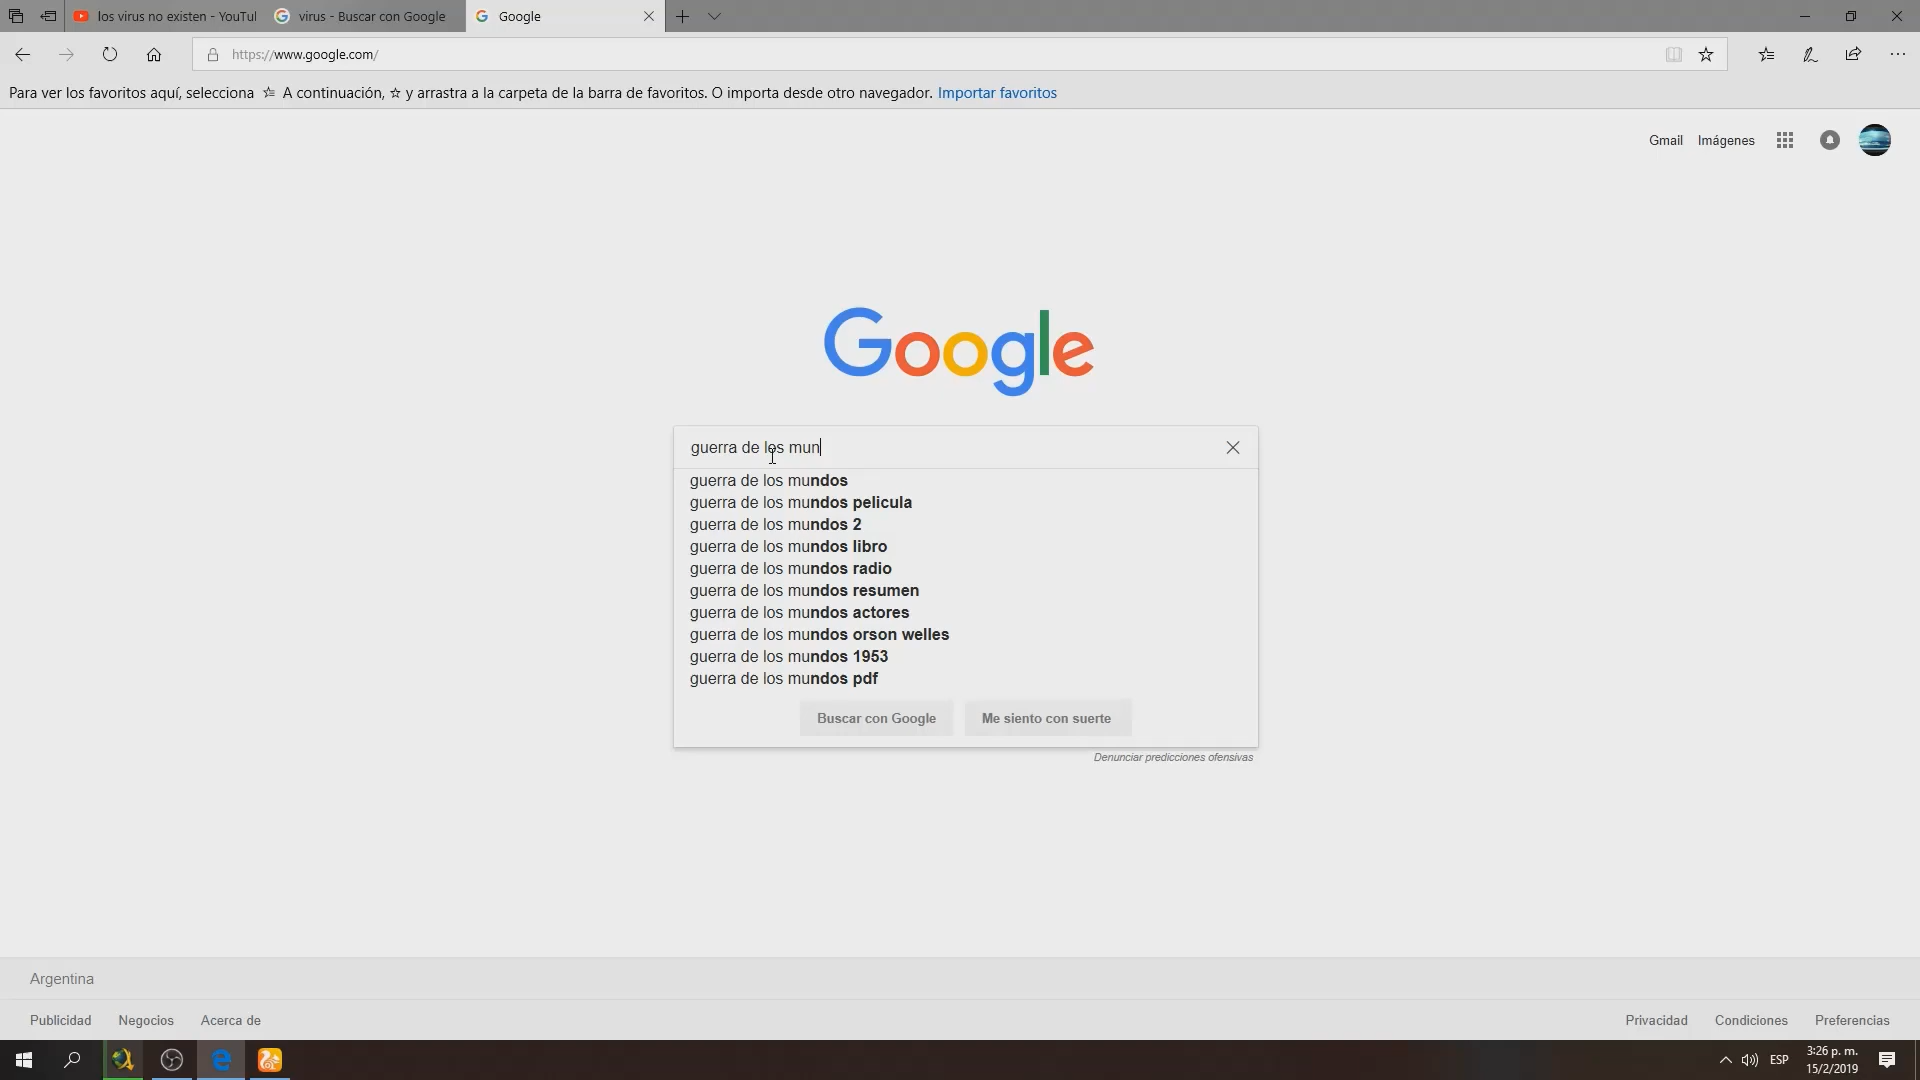 los virus no existen - YouTul
virus - Buscar con Google
Google
https://www.google.com/
Para ver los favoritos aquí, selecciona A continuación, y arrastra a la carpeta de la barra de favoritos. O importa desde otro navegador. Importar favoritos
Gmail Imágenes
Google
guerra de los mun
guerra de los mundos
guerra de los mundos pelicula
guerra de los mundos 2
guerra de los mundos libro
guerra de los mundos radio
guerra de los mundos resumen
guerra de los mundos actores
guerra de los mundos orson welles
guerra de los mundos 1953
guerra de los mundos pdf
Buscar con Google Me siento con suerte
Denunciar predicciones ofensivas
Argentina
Publicidad Negocios Acerca de Privacidad Condiciones Preferencias
ESP
3:26 p. m.
15/2/2019